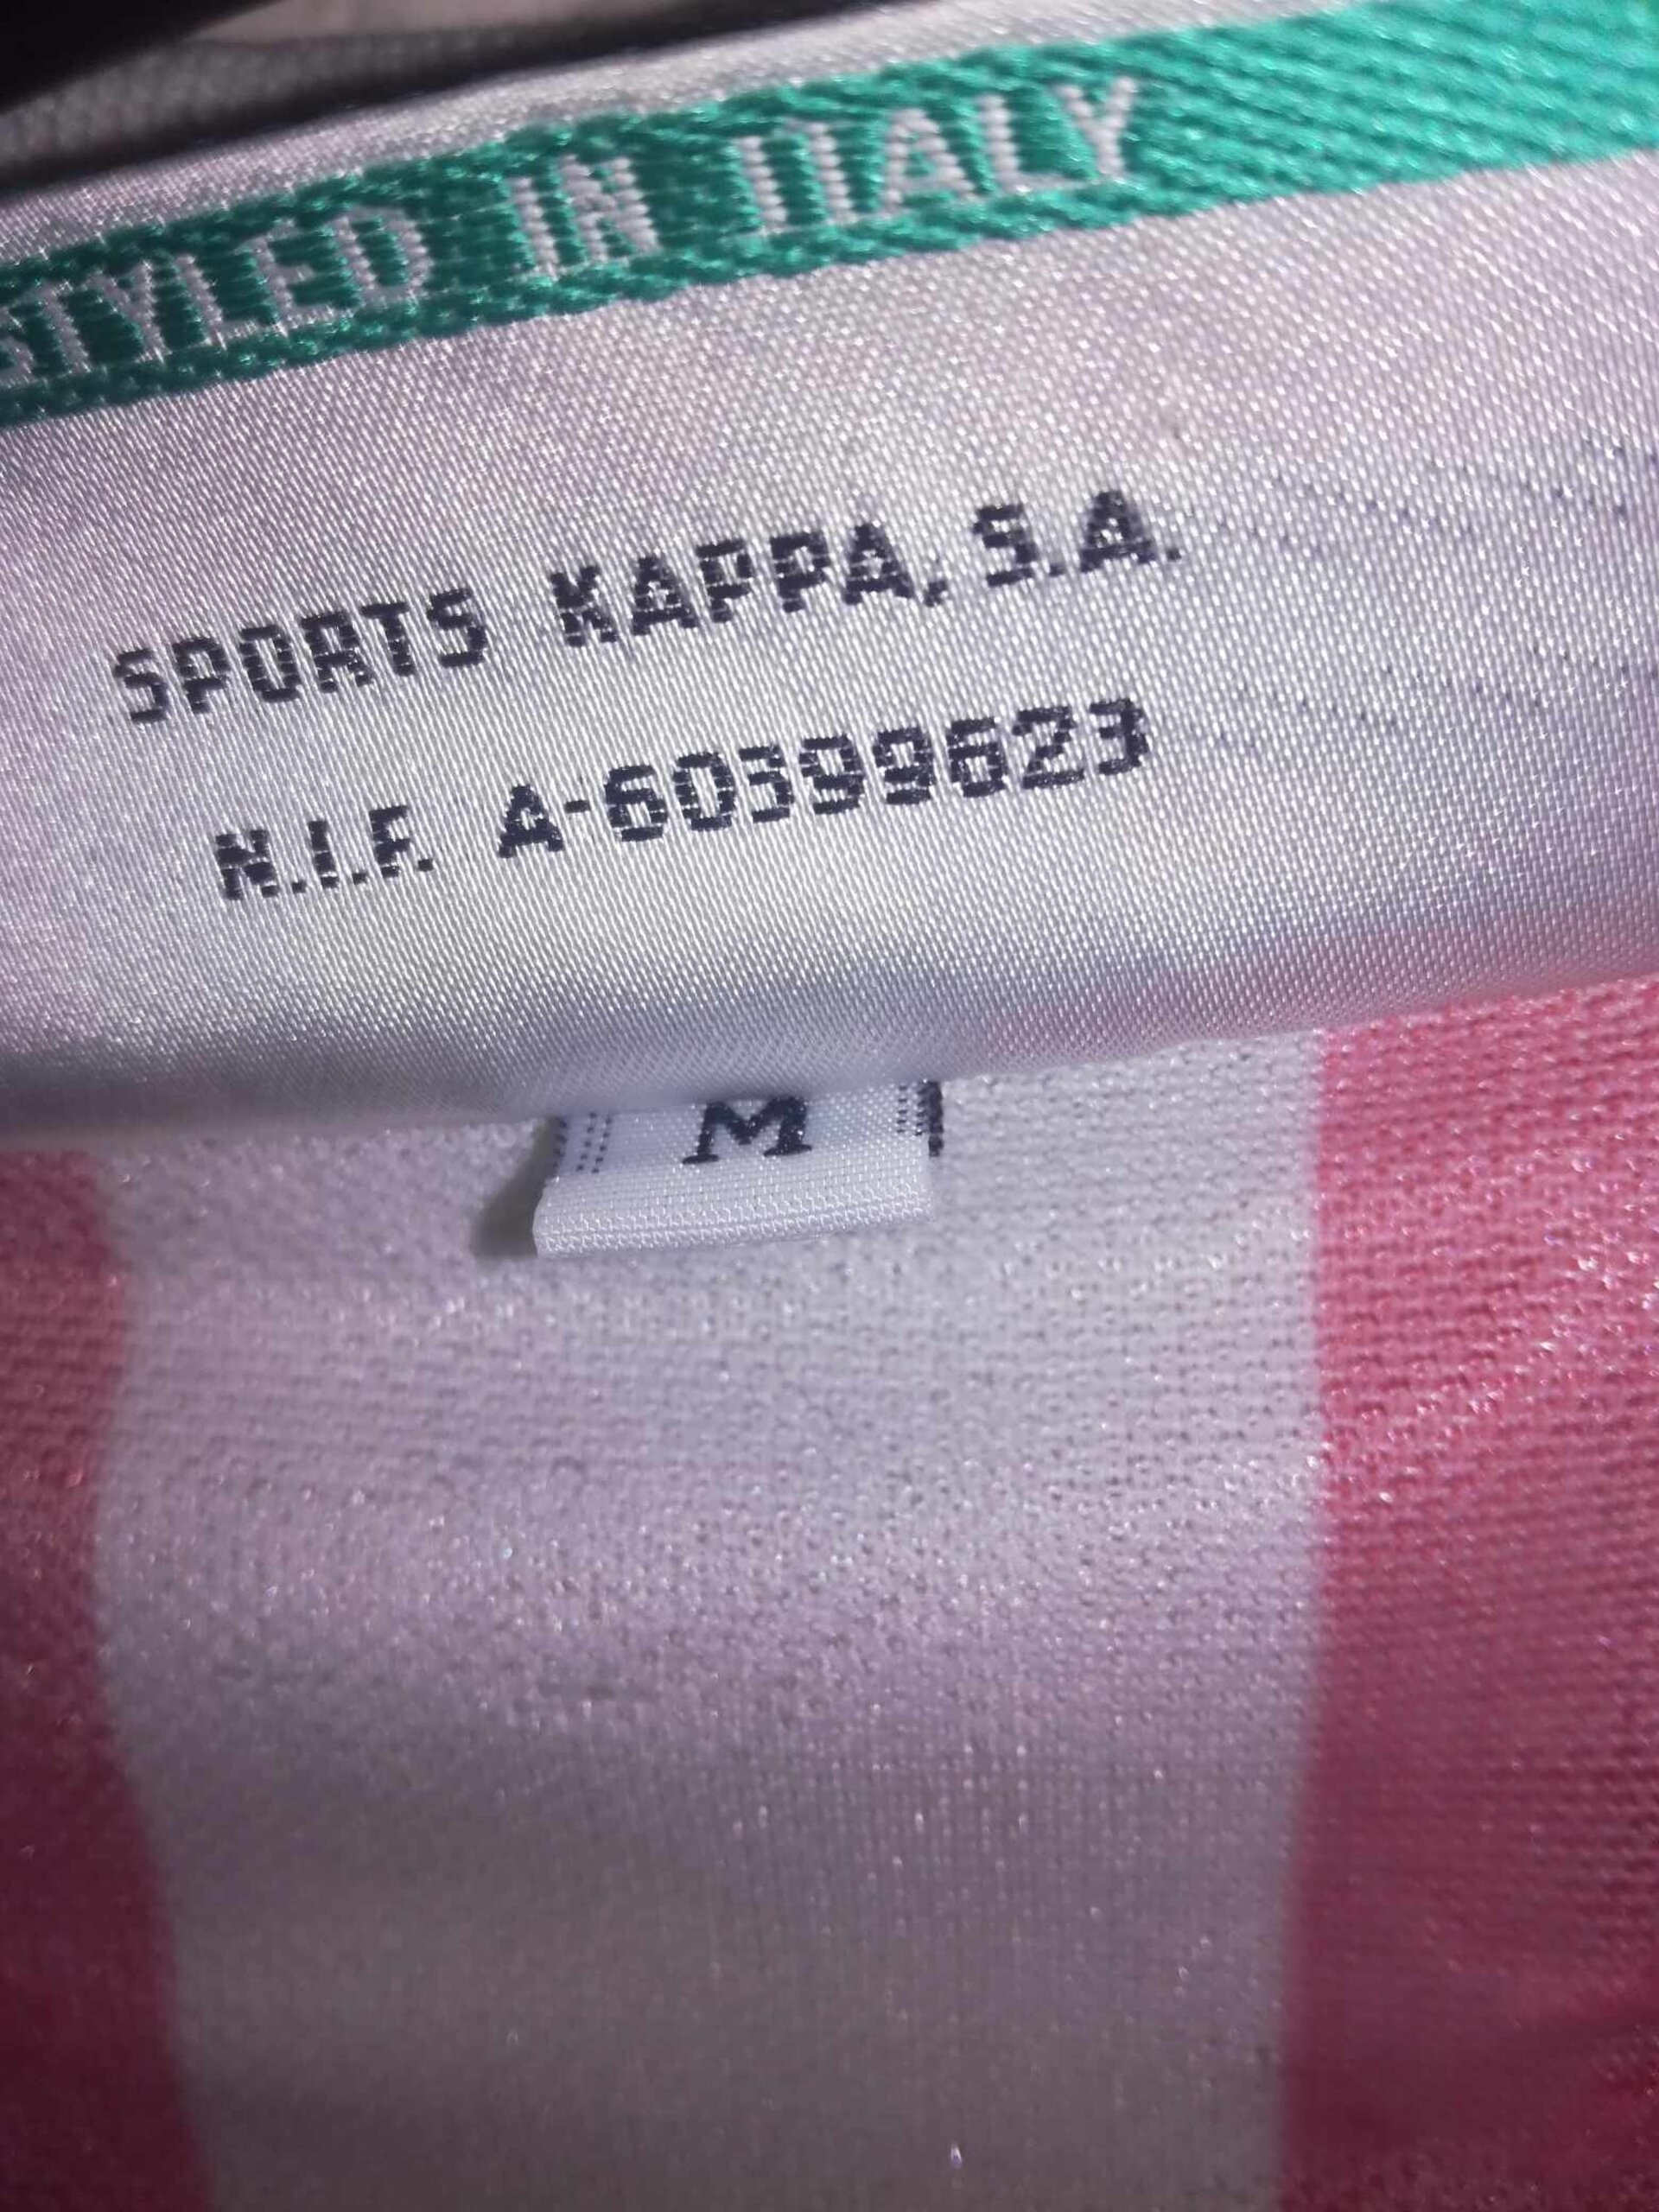 STYLED IN ITALY
SPORTS KAPPA, S.A.
N.I.F. A-60399623
M